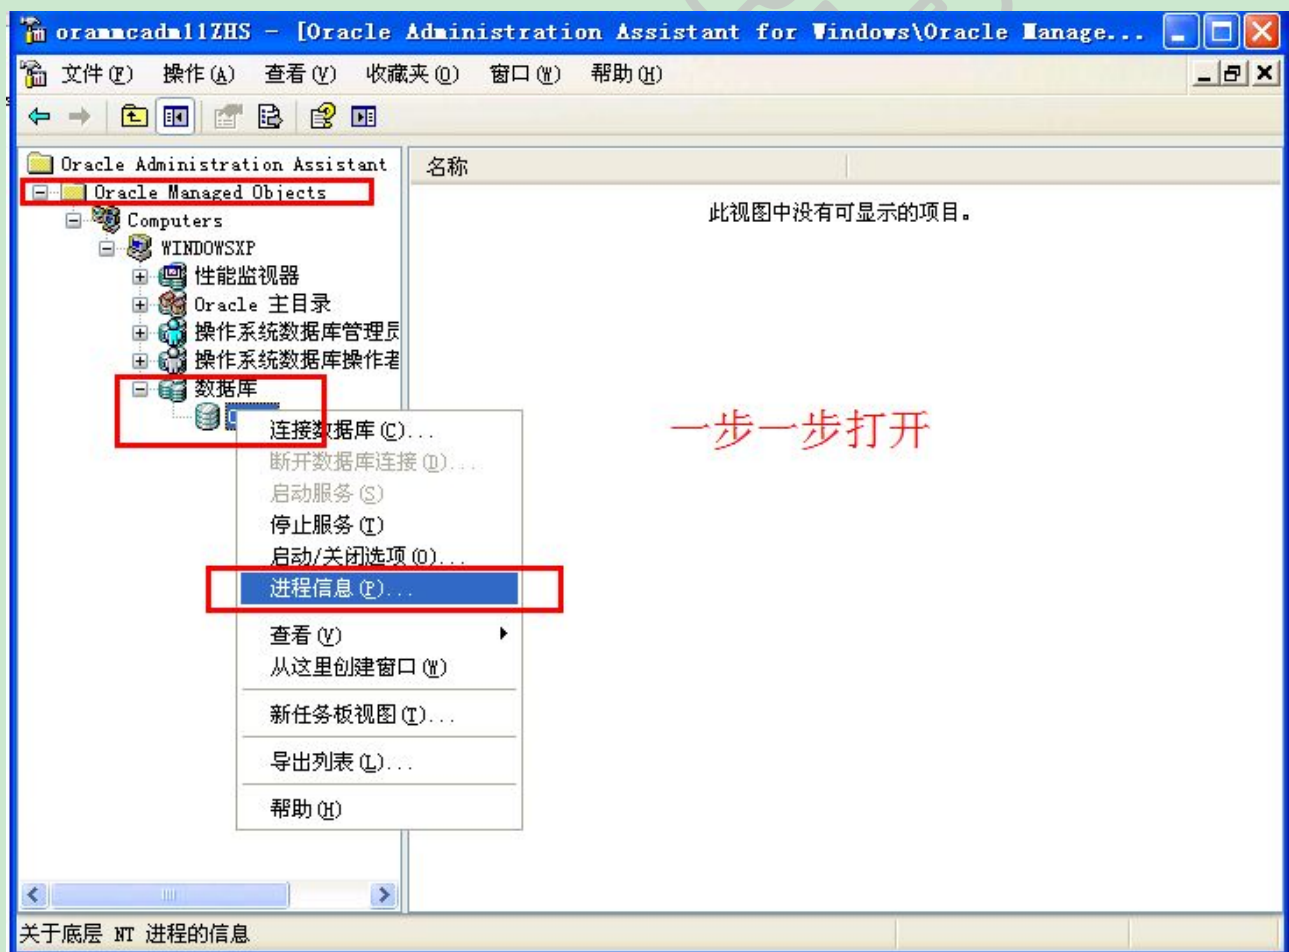 orammcadm11ZHS - [Oracle Administration Assistant for Windows\Oracle Manage...
文件(F) 操作(A) 查看(V) 收藏夹(O) 窗口(W) 帮助(H)
Oracle Administration Assistant
名称
Oracle Managed Objects
此视图中没有可显示的项目。
Computers
WINDOWSXP
性能监视器
Oracle 主目录
操作系统数据库管理员
操作系统数据库操作者
数据库
一步一步打开
连接数据库(C)...
断开数据库连接(D)...
启动服务(S)
停止服务(T)
启动/关闭选项(O)...
进程信息(P)...
查看(V)
从这里创建窗口(W)
新任务板视图(T)...
导出列表(L)...
帮助(H)
关于底层 NT 进程的信息